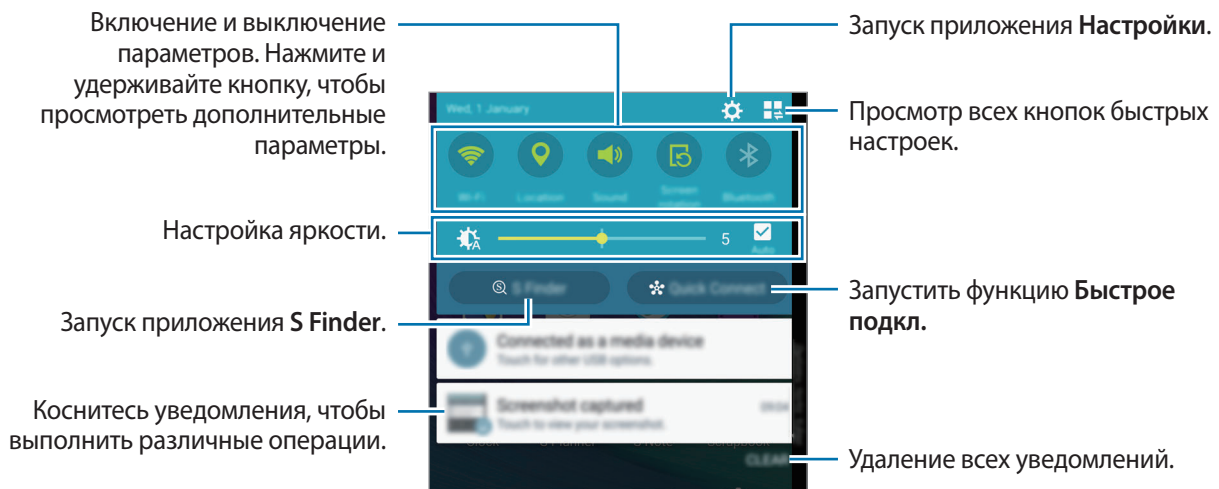 Включение и выключение
параметров. Нажмите и
удерживайте кнопку, чтобы
просмотреть дополнительные
параметры.
Настройка яркости.
Запуск приложения S Finder.
Коснитесь уведомления, чтобы
выполнить различные операции.
Wed, 1 January
Wi-Fi Location Sound Screen rotation Bluetooth
5
Auto
S Finder Quick Connect
Connected as a media device
Touch for other USB options.
Screenshot captured
Touch to view your screenshot.
CLEAR
Запуск приложения Настройки.
Просмотр всех кнопок быстрых
настроек.
Запустить функцию Быстрое
подкл.
Удаление всех уведомлений.